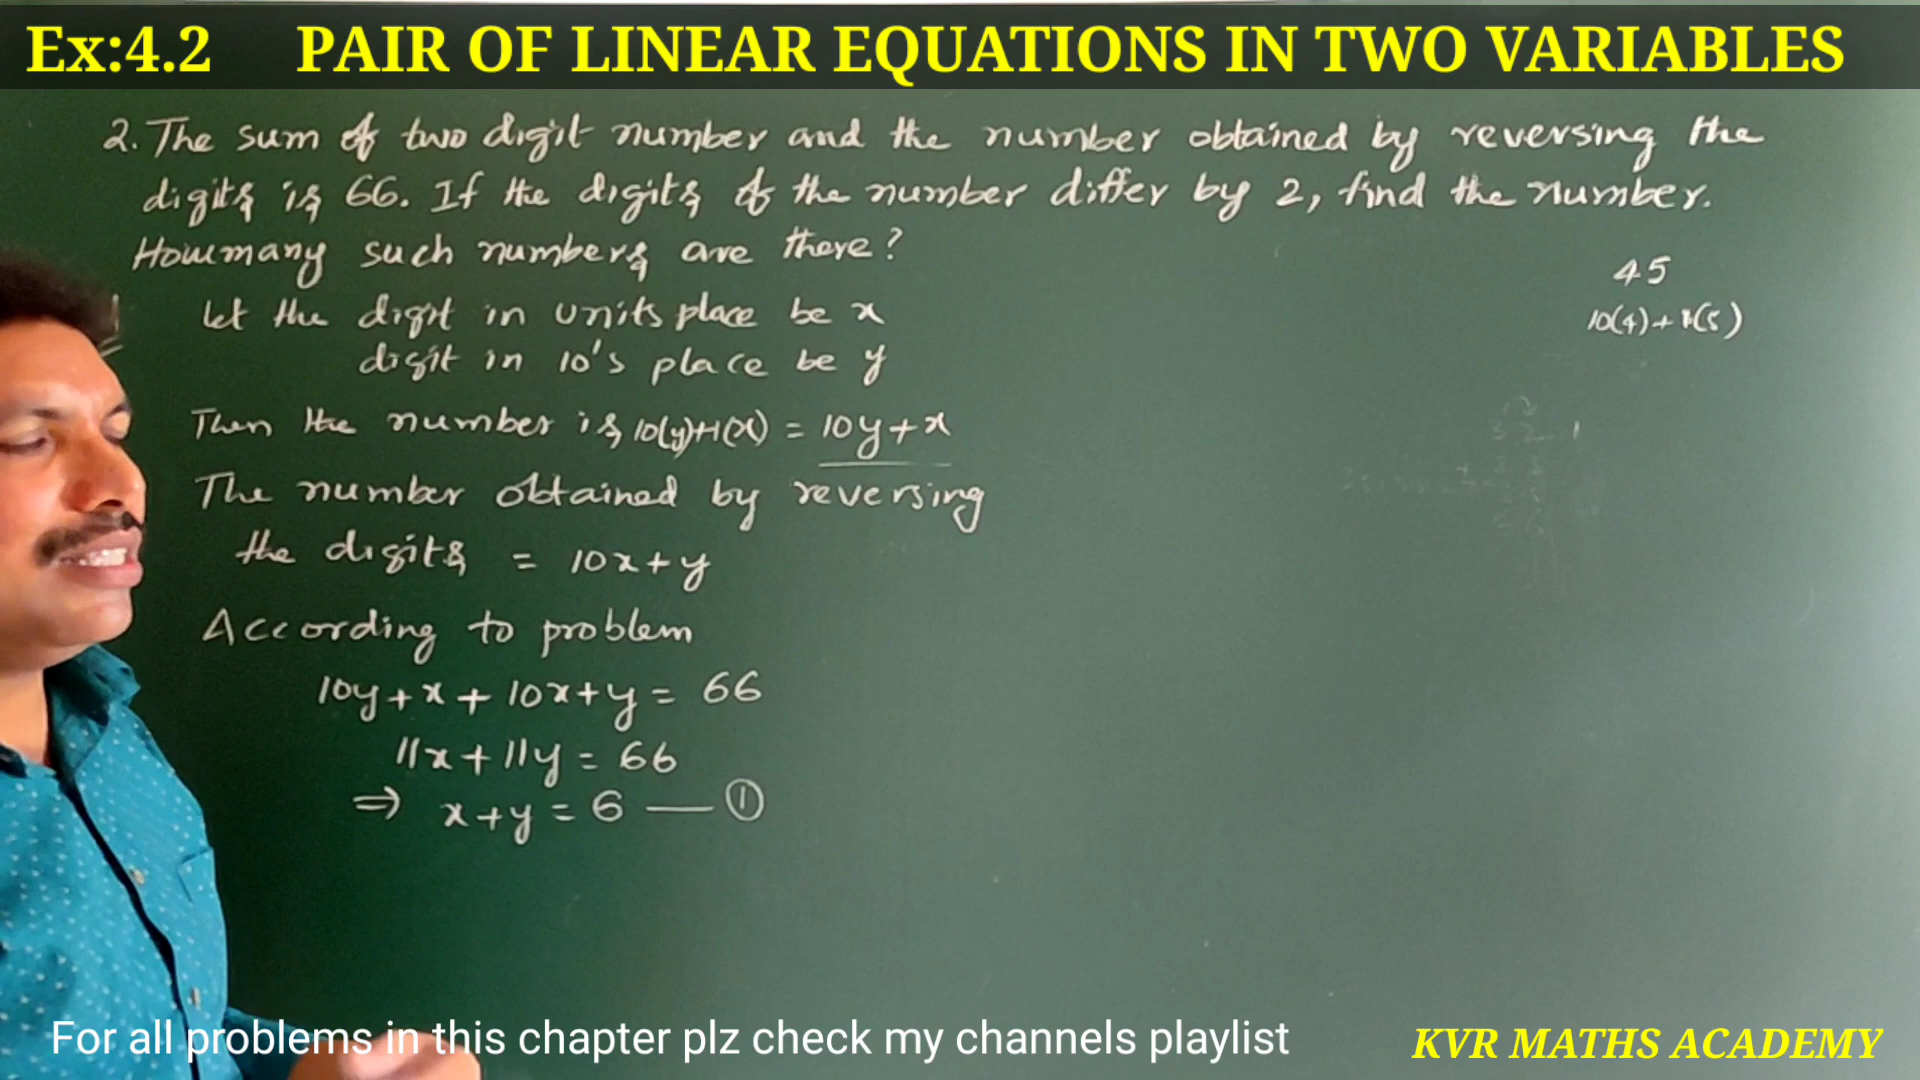 Ex:4.2 PAIR OF LINEAR EQUATIONS IN TWO VARIABLES
2. The sum of two digit number and the number obtained by reversing the
digits is 66. If the digits of the number differ by 2, find the number.
How many such numbers are there?
45
10(4)+1(5)
Let the digit in units place be x
digit in 10's place be y
Then the number is 10(y)+1(x) = 10y+x
The number obtained by reversing
the digits = 10x+y
According to problem
10y+x+10x+y = 66
11x+11y = 66
⇒ x+y = 6 — ①
For all problems in this chapter plz check my channels playlist
KVR MATHS ACADEMY